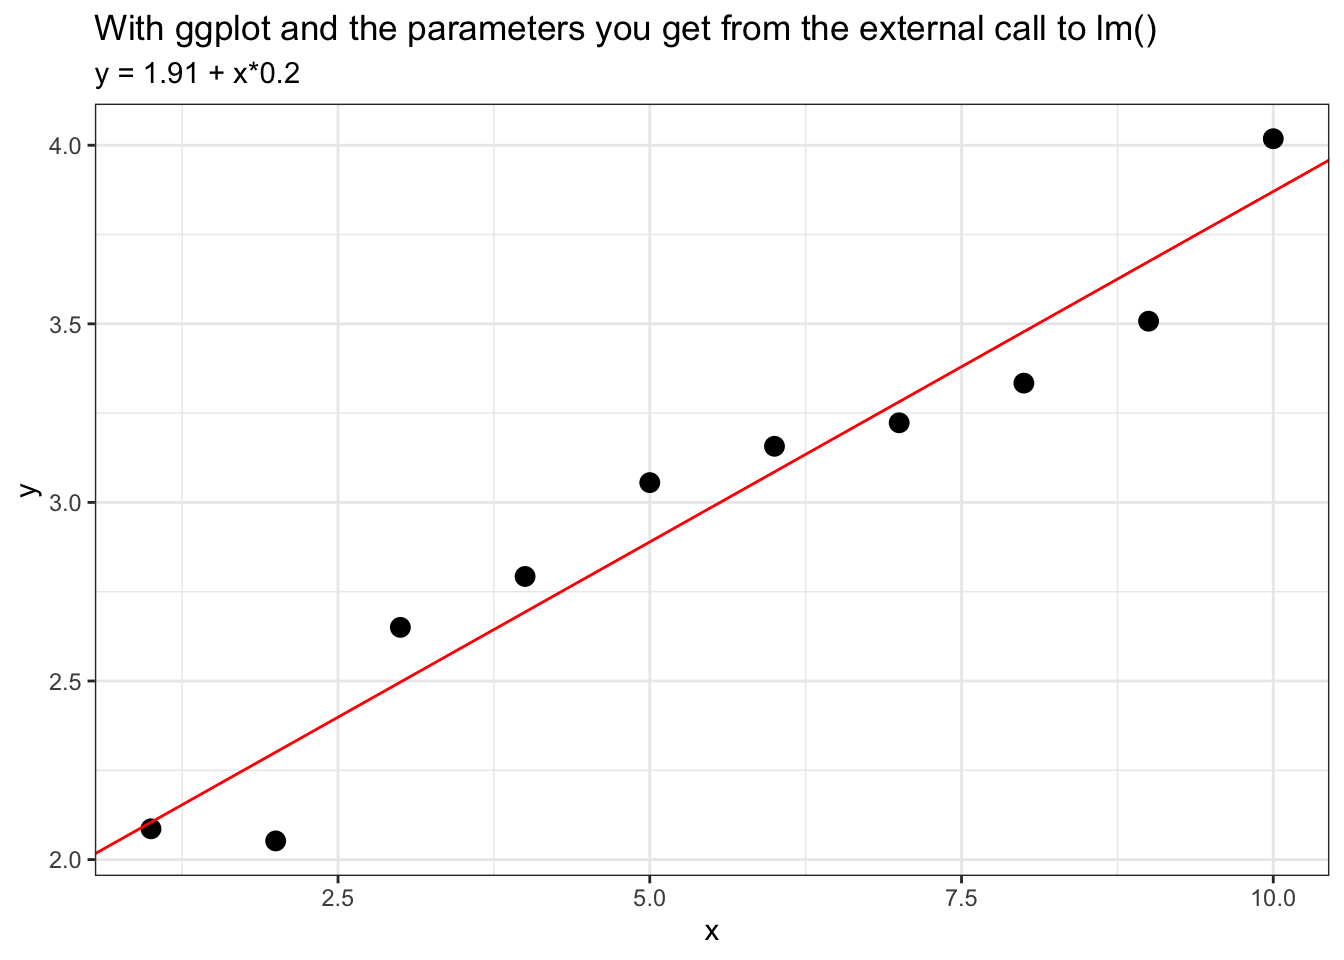 With ggplot and the parameters you get from the external call to lm()
y = 1.91 + x*0.2
4.0
3.5
3.0
2.5
2.0
y
2.5 5.0 7.5 10.0
x